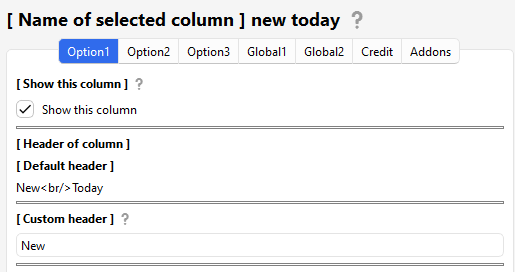 [ Name of selected column ] new today ?
Option1 Option2 Option3 Global1 Global2 Credit Addons
[ Show this column ] ?
Show this column
[ Header of column ]
[ Default header ]
New<br/>Today
[ Custom header ] ?
New